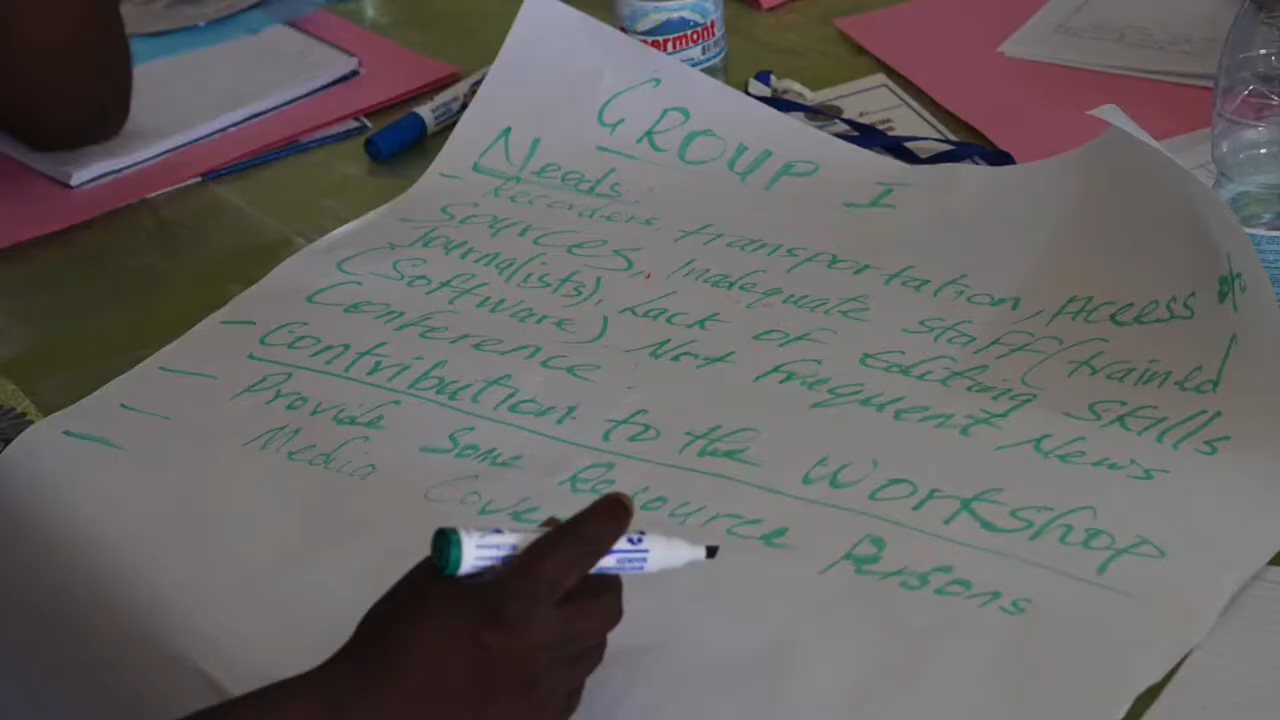 GROUP I
Needs.
- Recorders, transportation, Access
Sources, Inadequate staff (trained
Journalists), Lack of Editing Skills
(Software), Not Frequent News
Conference
- Contribution to the Workshop
- Provide Some Resource Persons
- Media
-